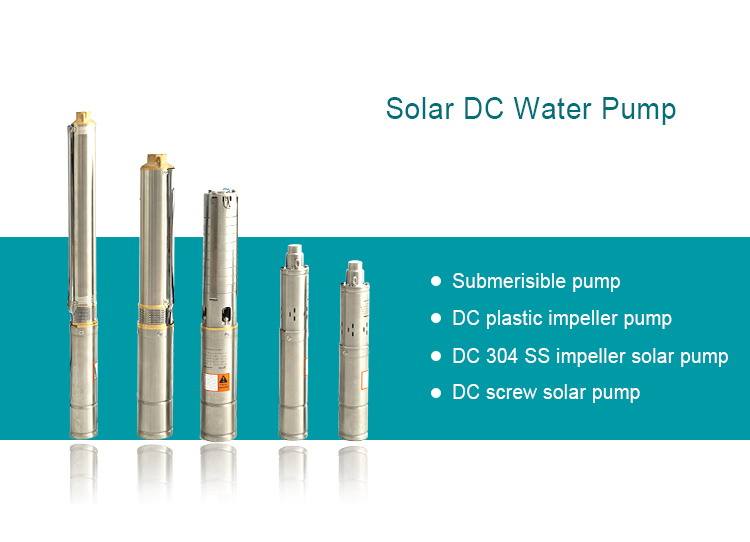 Solar DC Water Pump
Submerisible pump
DC plastic impeller pump
DC 304 SS impeller solar pump
DC screw solar pump